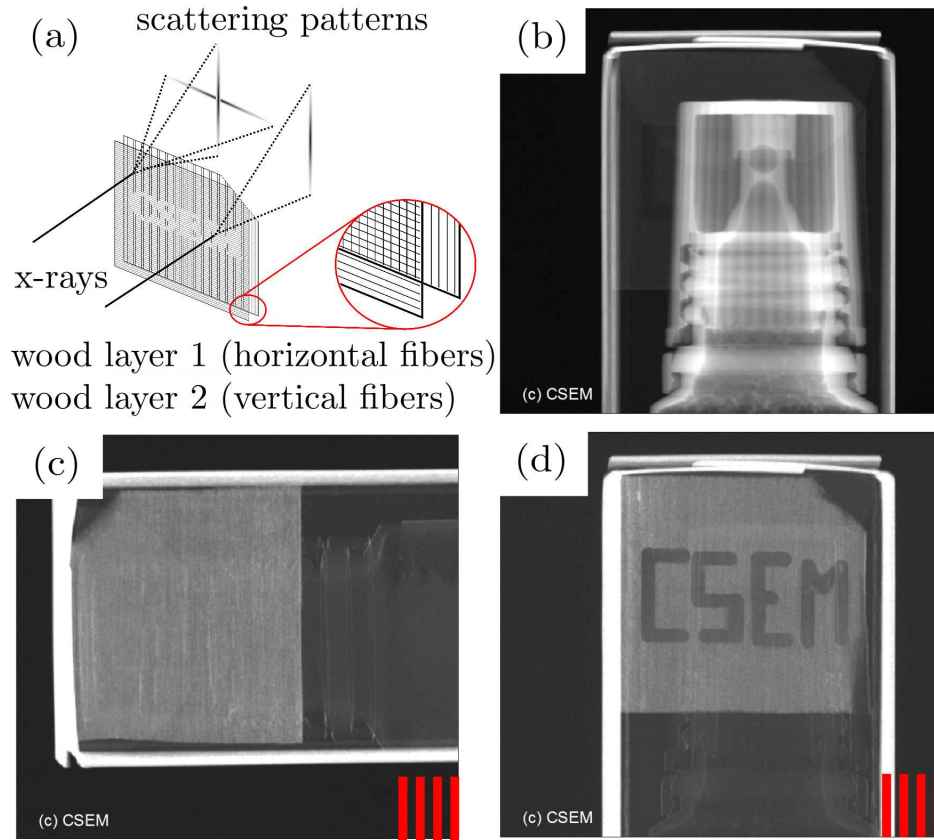 (a)
scattering patterns
x-rays
wood layer 1 (horizontal fibers)
wood layer 2 (vertical fibers)
(b)
(c) CSEM
(c)
(c) CSEM
(d)
CSEM
(c) CSEM